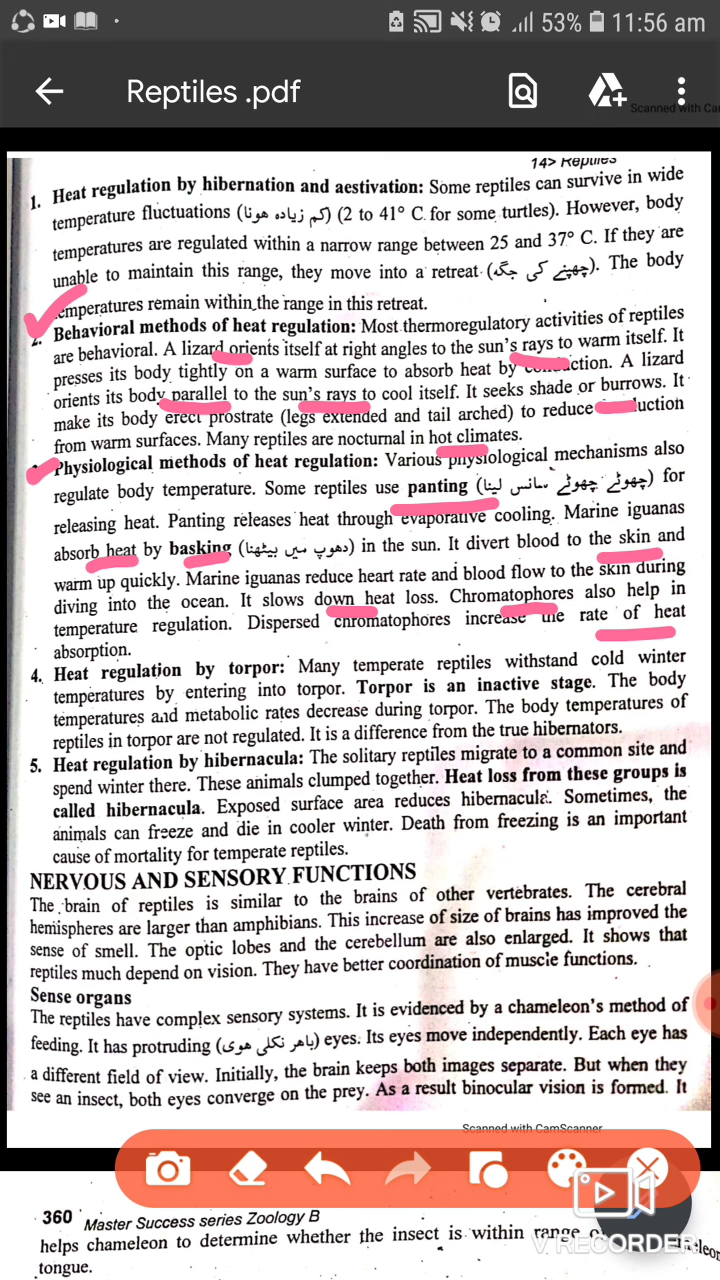 53% 11:56 am
Reptiles .pdf
Scanned with Ca
14> Reptiles
1. Heat regulation by hibernation and aestivation: Some reptiles can survive in wide
temperature fluctuations (کم زیادہ ہونا) (2 to 41° C for some turtles). However, body
temperatures are regulated within a narrow range between 25 and 37° C. If they are
unable to maintain this range, they move into a retreat (چھپنے کی جگہ). The body
temperatures remain within the range in this retreat.
2. Behavioral methods of heat regulation: Most thermoregulatory activities of reptiles
are behavioral. A lizard orients itself at right angles to the sun's rays to warm itself. It
presses its body tightly on a warm surface to absorb heat by conduction. A lizard
orients its body parallel to the sun's rays to cool itself. It seeks shade or burrows. It
make its body erect prostrate (legs extended and tail arched) to reduce conduction
from warm surfaces. Many reptiles are nocturnal in hot climates.
Physiological methods of heat regulation: Various physiological mechanisms also
regulate body temperature. Some reptiles use panting (چھوٹے چھوٹے سانس لینا) for
releasing heat. Panting releases heat through evaporative cooling. Marine iguanas
absorb heat by basking (دھوپ میں بیٹھنا) in the sun. It divert blood to the skin and
warm up quickly. Marine iguanas reduce heart rate and blood flow to the skin during
diving into the ocean. It slows down heat loss. Chromatophores also help in
temperature regulation. Dispersed chromatophores increase the rate of heat
absorption.
4. Heat regulation by torpor: Many temperate reptiles withstand cold winter
temperatures by entering into torpor. Torpor is an inactive stage. The body
temperatures and metabolic rates decrease during torpor. The body temperatures of
reptiles in torpor are not regulated. It is a difference from the true hibernators.
5. Heat regulation by hibernacula: The solitary reptiles migrate to a common site and
spend winter there. These animals clumped together. Heat loss from these groups is
called hibernacula. Exposed surface area reduces hibernacula. Sometimes, the
animals can freeze and die in cooler winter. Death from freezing is an important
cause of mortality for temperate reptiles.
NERVOUS AND SENSORY FUNCTIONS
The brain of reptiles is similar to the brains of other vertebrates. The cerebral
hemispheres are larger than amphibians. This increase of size of brains has improved the
sense of smell. The optic lobes and the cerebellum are also enlarged. It shows that
reptiles much depend on vision. They have better coordination of muscle functions.
Sense organs
The reptiles have complex sensory systems. It is evidenced by a chameleon's method of
feeding. It has protruding (باھر نکلی ھوی) eyes. Its eyes move independently. Each eye has
a different field of view. Initially, the brain keeps both images separate. But when they
see an insect, both eyes converge on the prey. As a result binocular vision is formed. It
Scanned with CamScanner
360 Master Success series Zoology B
helps chameleon to determine whether the insect is within range
tongue.
V RECORDER